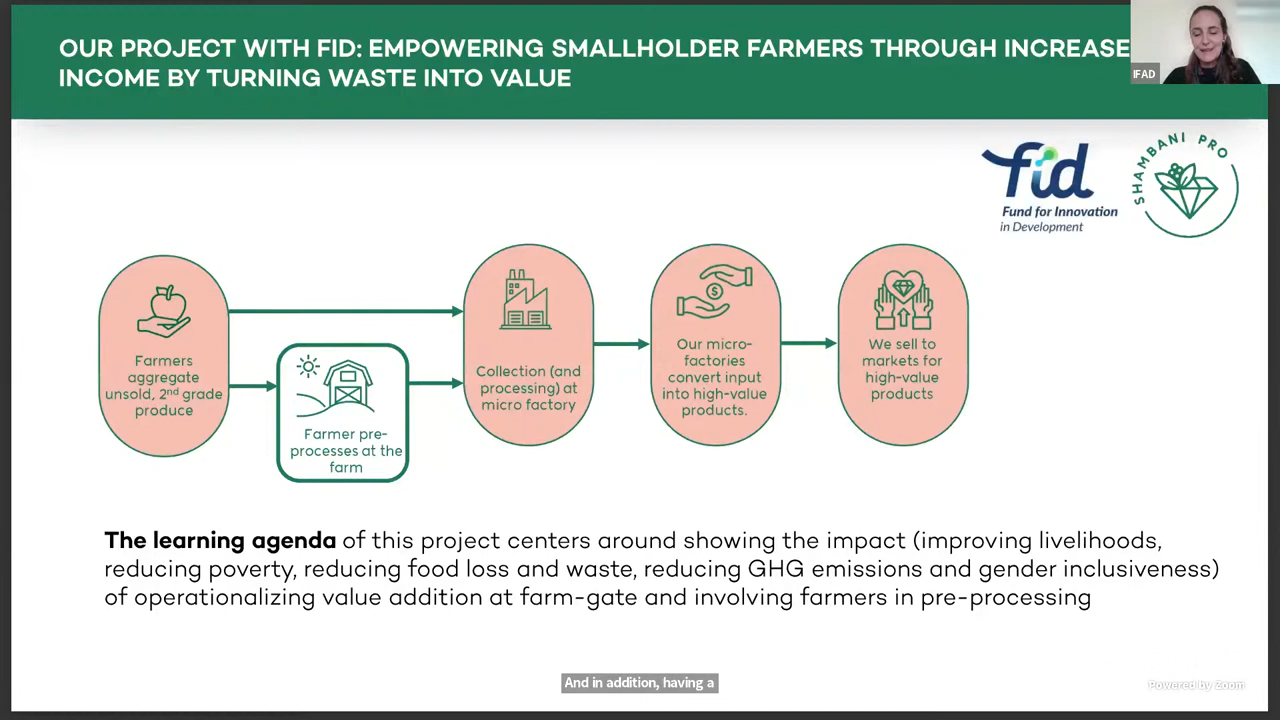 OUR PROJECT WITH FID: EMPOWERING SMALLHOLDER FARMERS THROUGH INCREASE
INCOME BY TURNING WASTE INTO VALUE
IFAD
fid
Fund for Innovation
in Development
SHAMBANI PRO
Farmers
aggregate
unsold, 2nd grade
produce
Farmer pre-
processes at the
farm
Collection (and
processing) at
micro factory
$
Our micro-
factories
convert input
into high-value
products.
We sell to
markets for
high-value
products
The learning agenda of this project centers around showing the impact (improving livelihoods,
reducing poverty, reducing food loss and waste, reducing GHG emissions and gender inclusiveness)
of operationalizing value addition at farm-gate and involving farmers in pre-processing
And in addition, having a
Powered by Zoom